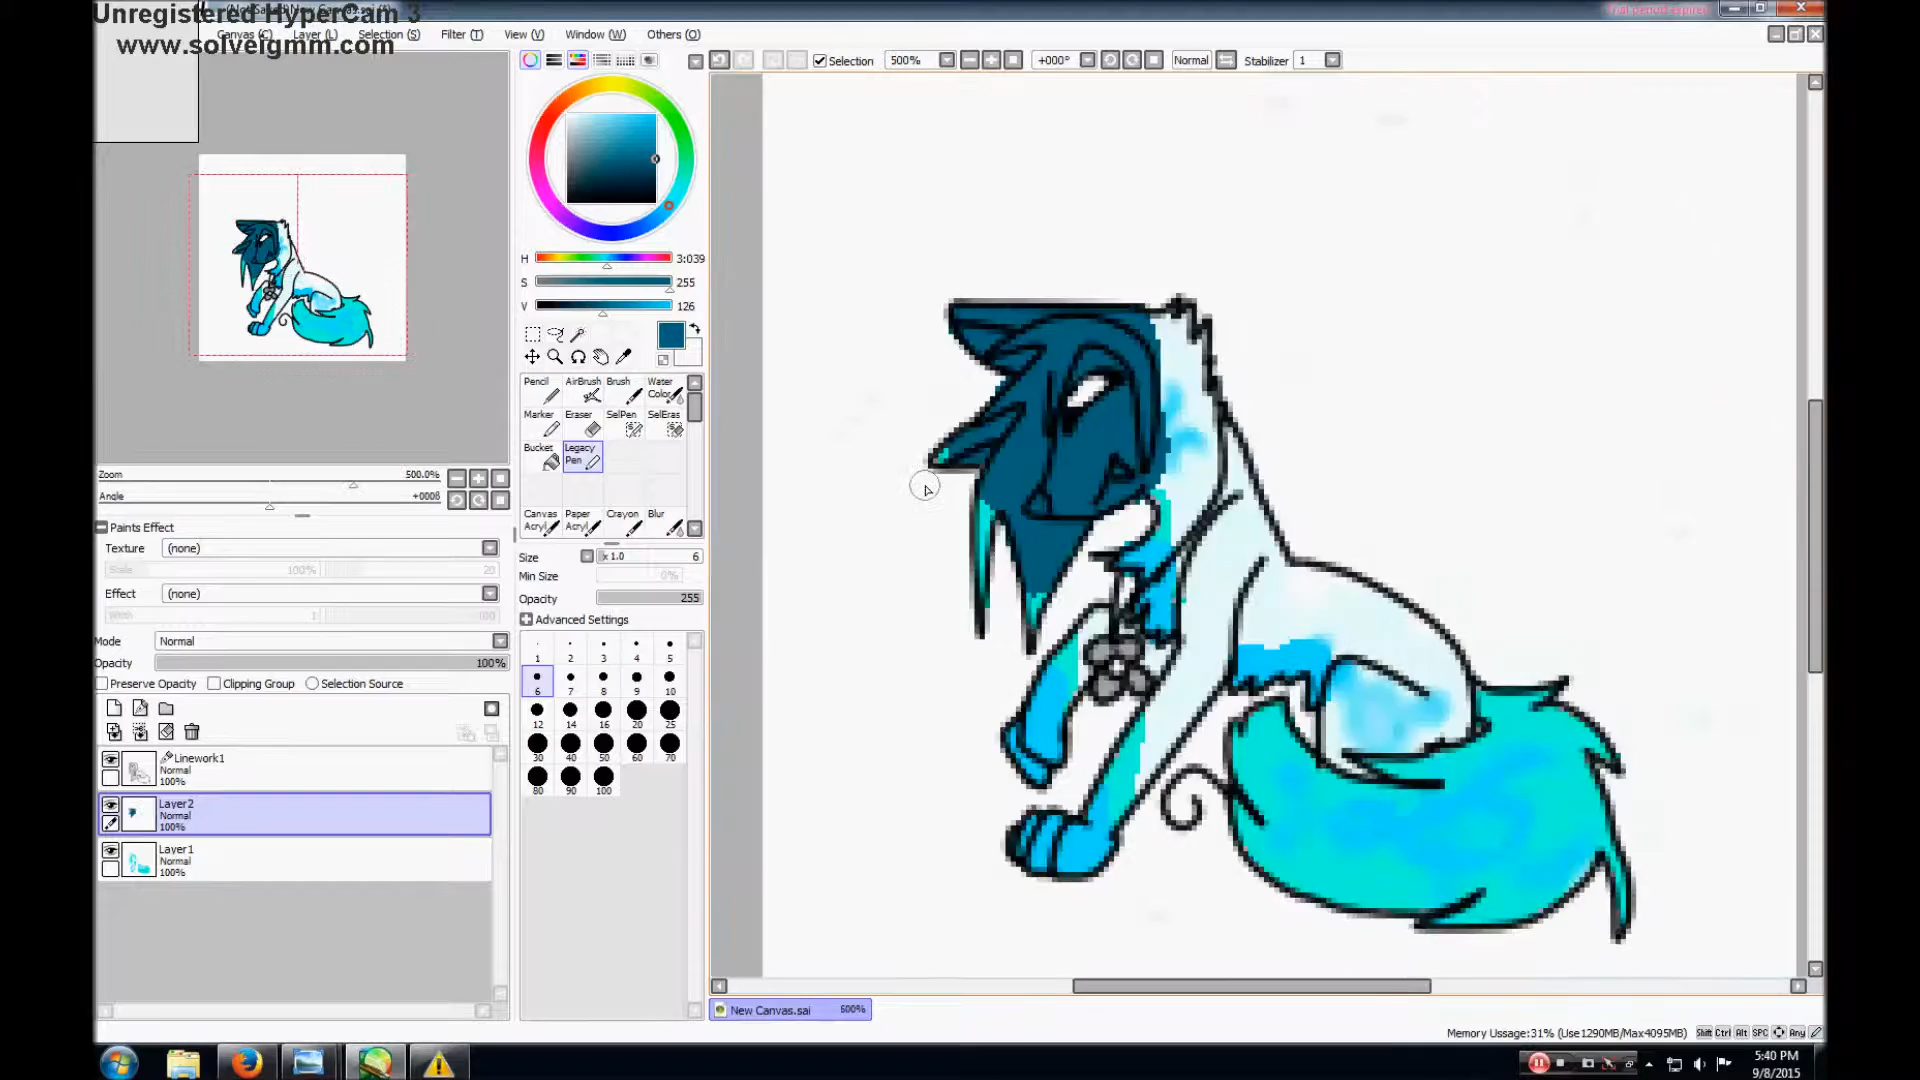 Unregistered HyperCam 3
www.solveigmm.com
Canvas (C) Layer (L) Selection (S) Filter (T) View (V) Window (W) Others (O)
Selection 500% +000° Normal Stabilizer 1
H 3:039
S 255
V 126
Pencil AirBrush Brush Water Color
Marker Eraser SelPen SelEras
Bucket Legacy Pen
Canvas Acryl Paper Acryl Crayon Blur
Zoom 500.0%
Angle +0008
Paints Effect
Texture (none)
Scale 100% 20
Effect (none)
Width 1 100
Mode Normal
Opacity 100%
Preserve Opacity Clipping Group Selection Source
Linework1
Normal
100%
Layer2
Normal
100%
Layer1
Normal
100%
Size x 1.0 6
Min Size 0%
Opacity 255
Advanced Settings
1 2 3 4 5
6 7 8 9 10
12 14 16 20 25
30 40 50 60 70
80 90 100
New Canvas.sai 500%
Memory Ussage:31% (Use1290MB/Max4095MB) Shift Ctrl Alt SPC Any
5:40 PM
9/8/2015